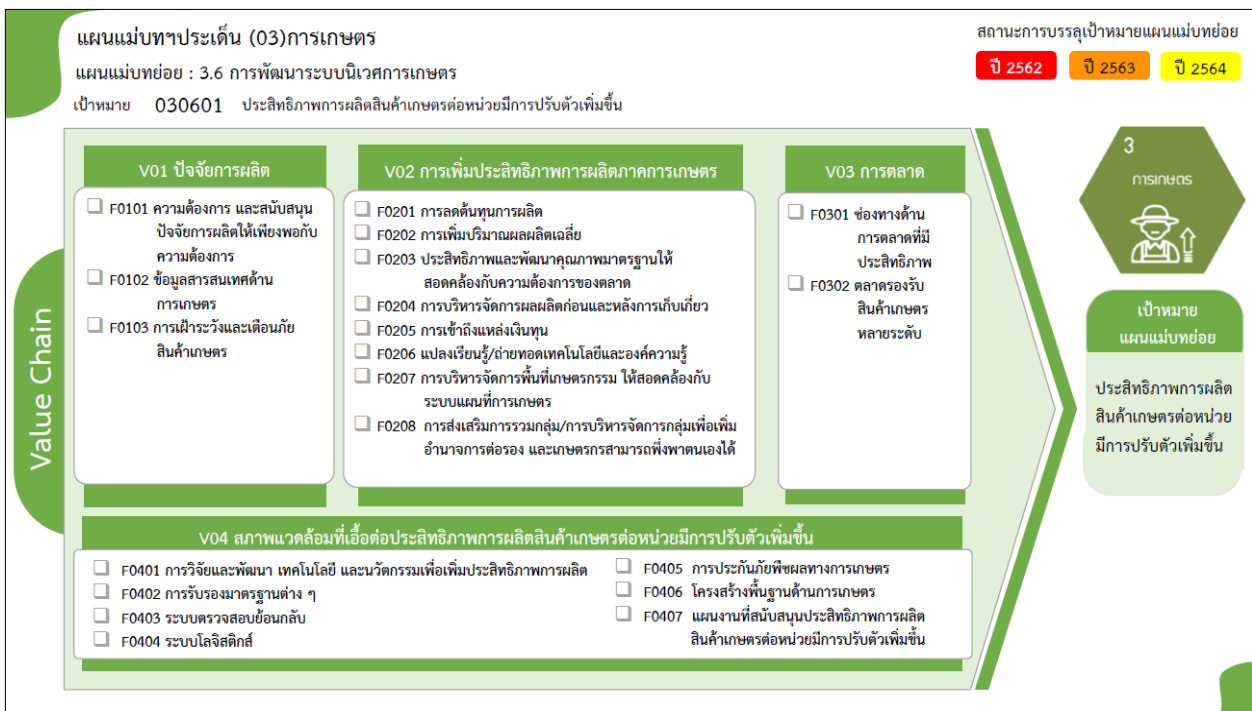 แผนแม่บทฯประเด็น (03)การเกษตร
แผนแม่บทย่อย : 3.6 การพัฒนาระบบนิเวศการเกษตร
เป้าหมาย 030601 ประสิทธิภาพการผลิตสินค้าเกษตรต่อหน่วยมีการปรับตัวเพิ่มขึ้น
สถานะการบรรลุเป้าหมายแผนแม่บทย่อย
ปี 2562 ปี 2563 ปี 2564
Value Chain
V01 ปัจจัยการผลิต
F0101 ความต้องการ และสนับสนุน
ปัจจัยการผลิตให้เพียงพอกับ
ความต้องการ
F0102 ข้อมูลสารสนเทศด้าน
การเกษตร
F0103 การเฝ้าระวังและเตือนภัย
สินค้าเกษตร
V02 การเพิ่มประสิทธิภาพการผลิตภาคการเกษตร
F0201 การลดต้นทุนการผลิต
F0202 การเพิ่มปริมาณผลผลิตเฉลี่ย
F0203 ประสิทธิภาพและพัฒนาคุณภาพมาตรฐานให้
สอดคล้องกับความต้องการของตลาด
F0204 การบริหารจัดการผลผลิตก่อนและหลังการเก็บเกี่ยว
F0205 การเข้าถึงแหล่งเงินทุน
F0206 แปลงเรียนรู้/ถ่ายทอดเทคโนโลยีและองค์ความรู้
F0207 การบริหารจัดการพื้นที่เกษตรกรรม ให้สอดคล้องกับ
ระบบแผนที่การเกษตร
F0208 การส่งเสริมการรวมกลุ่ม/การบริหารจัดการกลุ่มเพื่อเพิ่ม
อำนาจการต่อรอง และเกษตรกรสามารถพึ่งพาตนเองได้
V03 การตลาด
F0301 ช่องทางด้าน
การตลาดที่มี
ประสิทธิภาพ
F0302 ตลาดรองรับ
สินค้าเกษตร
หลายระดับ
V04 สภาพแวดล้อมที่เอื้อต่อประสิทธิภาพการผลิตสินค้าเกษตรต่อหน่วยมีการปรับตัวเพิ่มขึ้น
F0401 การวิจัยและพัฒนา เทคโนโลยี และนวัตกรรมเพื่อเพิ่มประสิทธิภาพการผลิต
F0402 การรับรองมาตรฐานต่าง ๆ
F0403 ระบบตรวจสอบย้อนกลับ
F0404 ระบบโลจิสติกส์
F0405 การประกันภัยพืชผลทางการเกษตร
F0406 โครงสร้างพื้นฐานด้านการเกษตร
F0407 แผนงานที่สนับสนุนประสิทธิภาพการผลิต
สินค้าเกษตรต่อหน่วยมีการปรับตัวเพิ่มขึ้น
3
การเกษตร
เป้าหมาย
แผนแม่บทย่อย
ประสิทธิภาพการผลิต
สินค้าเกษตรต่อหน่วย
มีการปรับตัวเพิ่มขึ้น